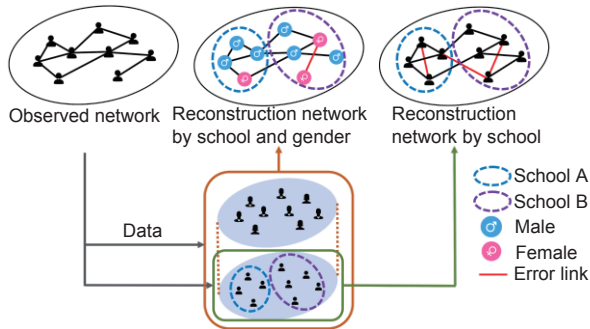 Observed network
Reconstruction network
by school and gender
Reconstruction
network by school
Data
School A
School B
♂ Male
♀ Female
Error link